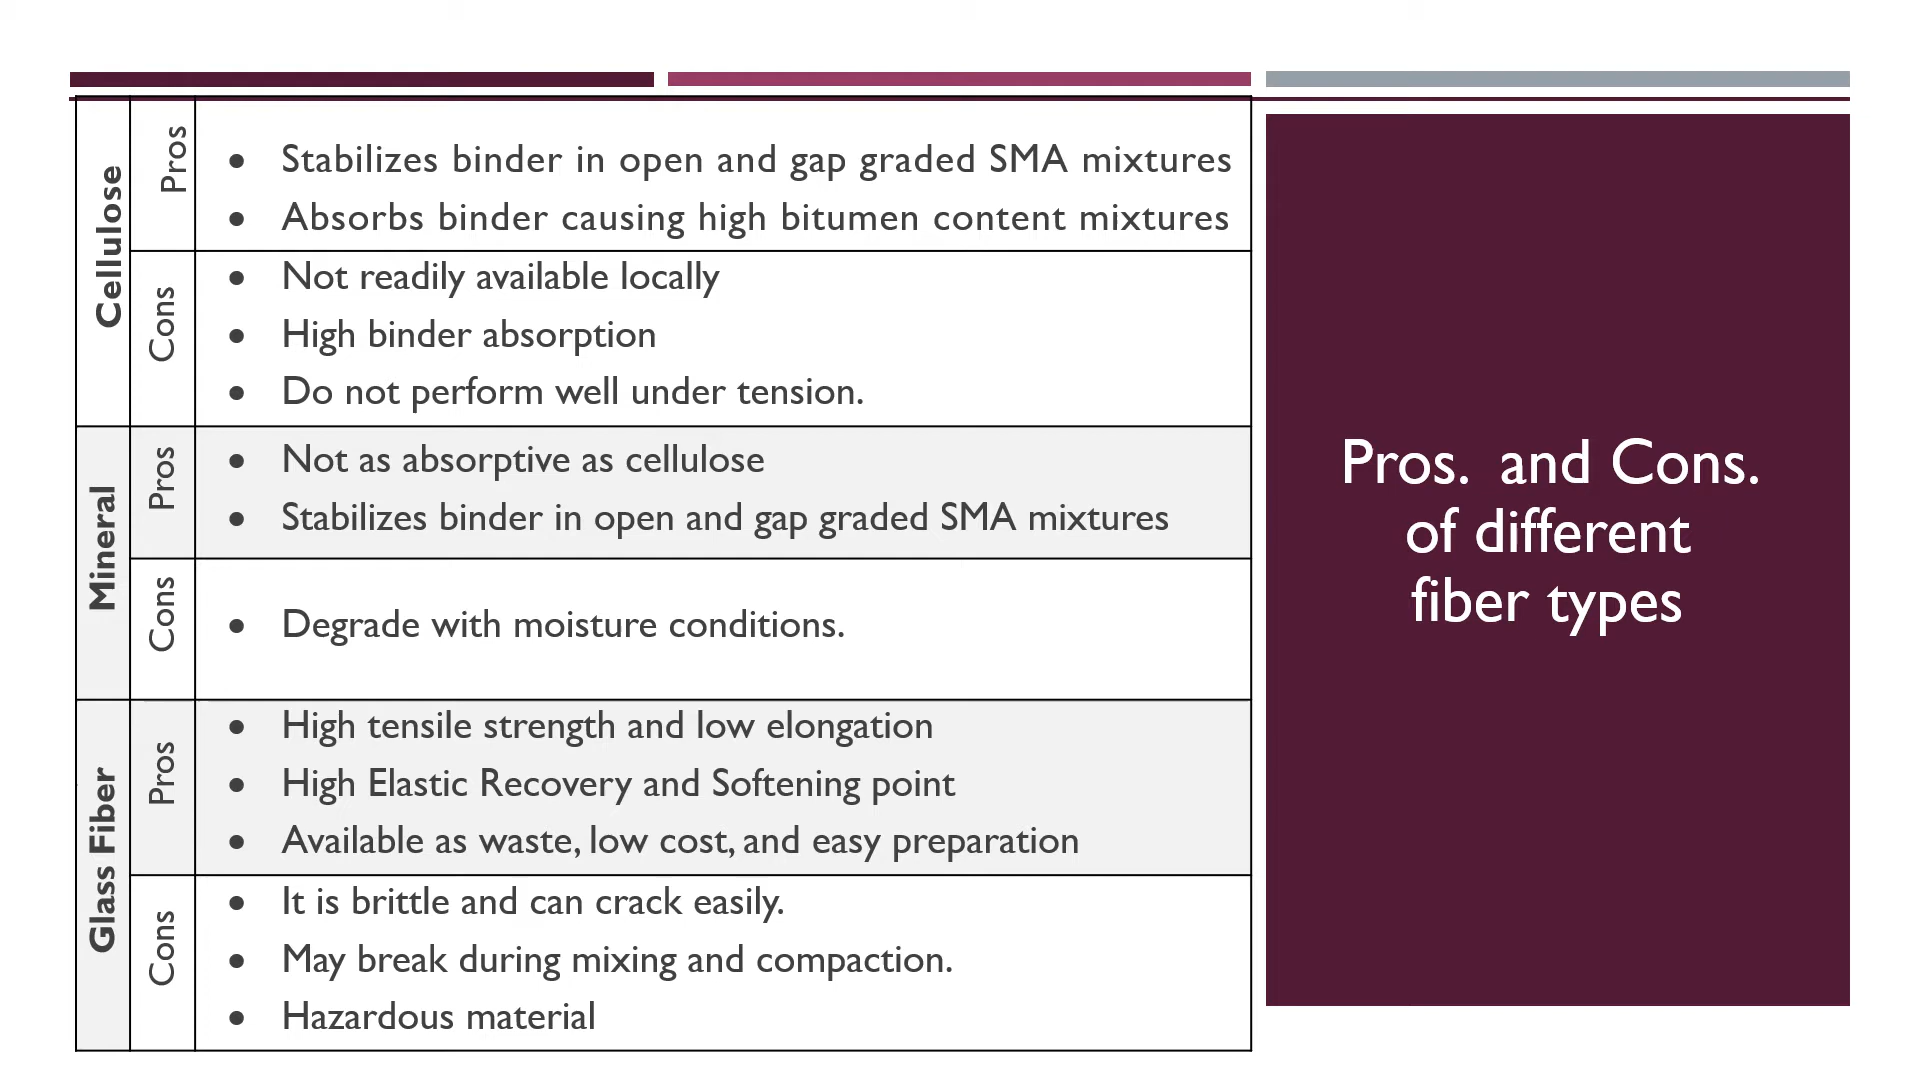 Cellulose
Pros
• Stabilizes binder in open and gap graded SMA mixtures
• Absorbs binder causing high bitumen content mixtures
Cons
• Not readily available locally
• High binder absorption
• Do not perform well under tension.
Mineral
Pros
• Not as absorptive as cellulose
• Stabilizes binder in open and gap graded SMA mixtures
Cons
• Degrade with moisture conditions.
Glass Fiber
Pros
• High tensile strength and low elongation
• High Elastic Recovery and Softening point
• Available as waste, low cost, and easy preparation
Cons
• It is brittle and can crack easily.
• May break during mixing and compaction.
• Hazardous material
Pros. and Cons.
of different
fiber types